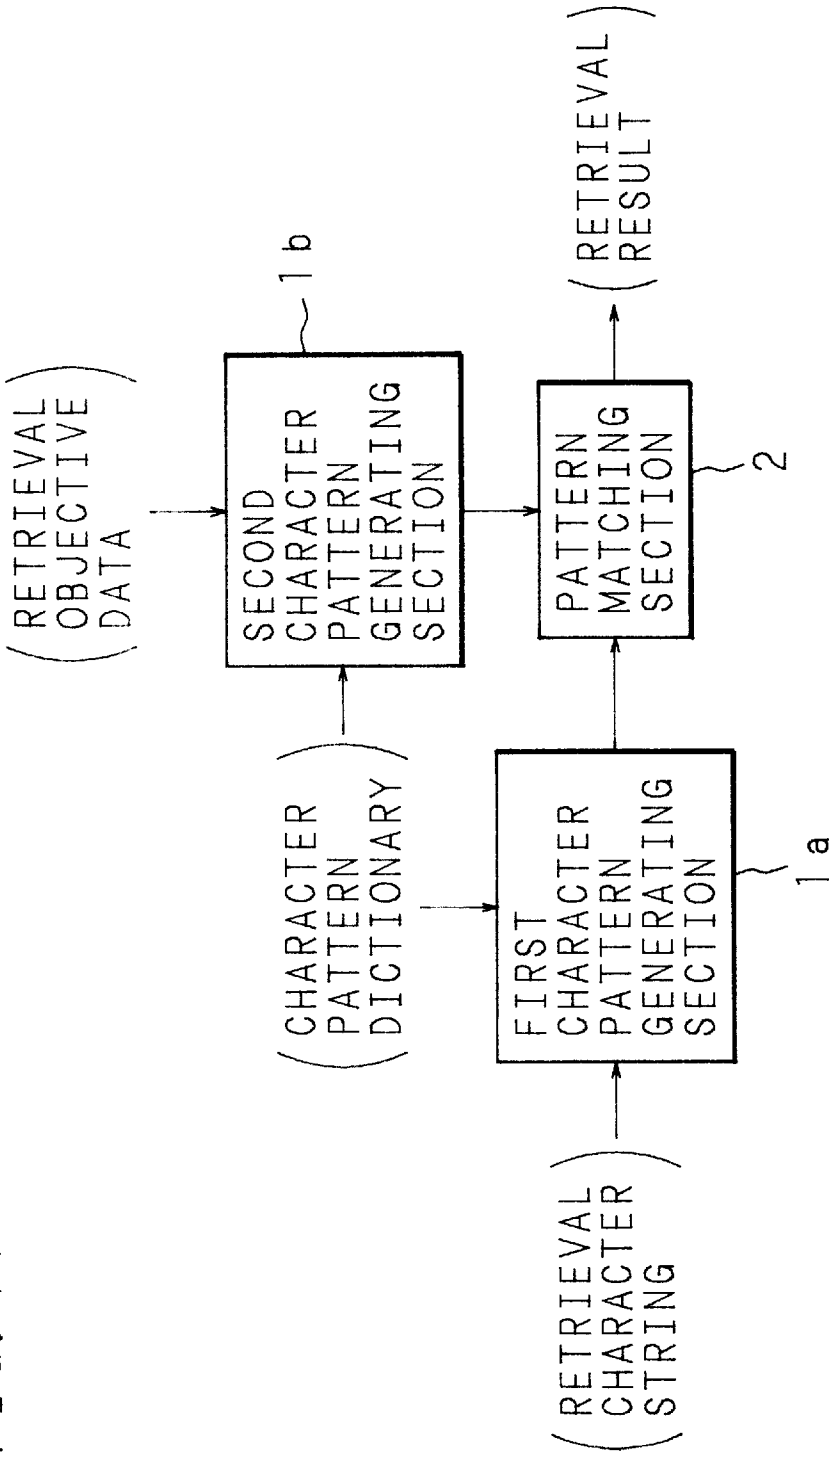 (RETRIEVAL
OBJECTIVE
DATA)
SECOND
CHARACTER
PATTERN
GENERATING
SECTION
1b
(CHARACTER
PATTERN
DICTIONARY)
(RETRIEVAL
CHARACTER
STRING)
FIRST
CHARACTER
PATTERN
GENERATING
SECTION
1a
PATTERN
MATCHING
SECTION
2
(RETRIEVAL
RESULT)